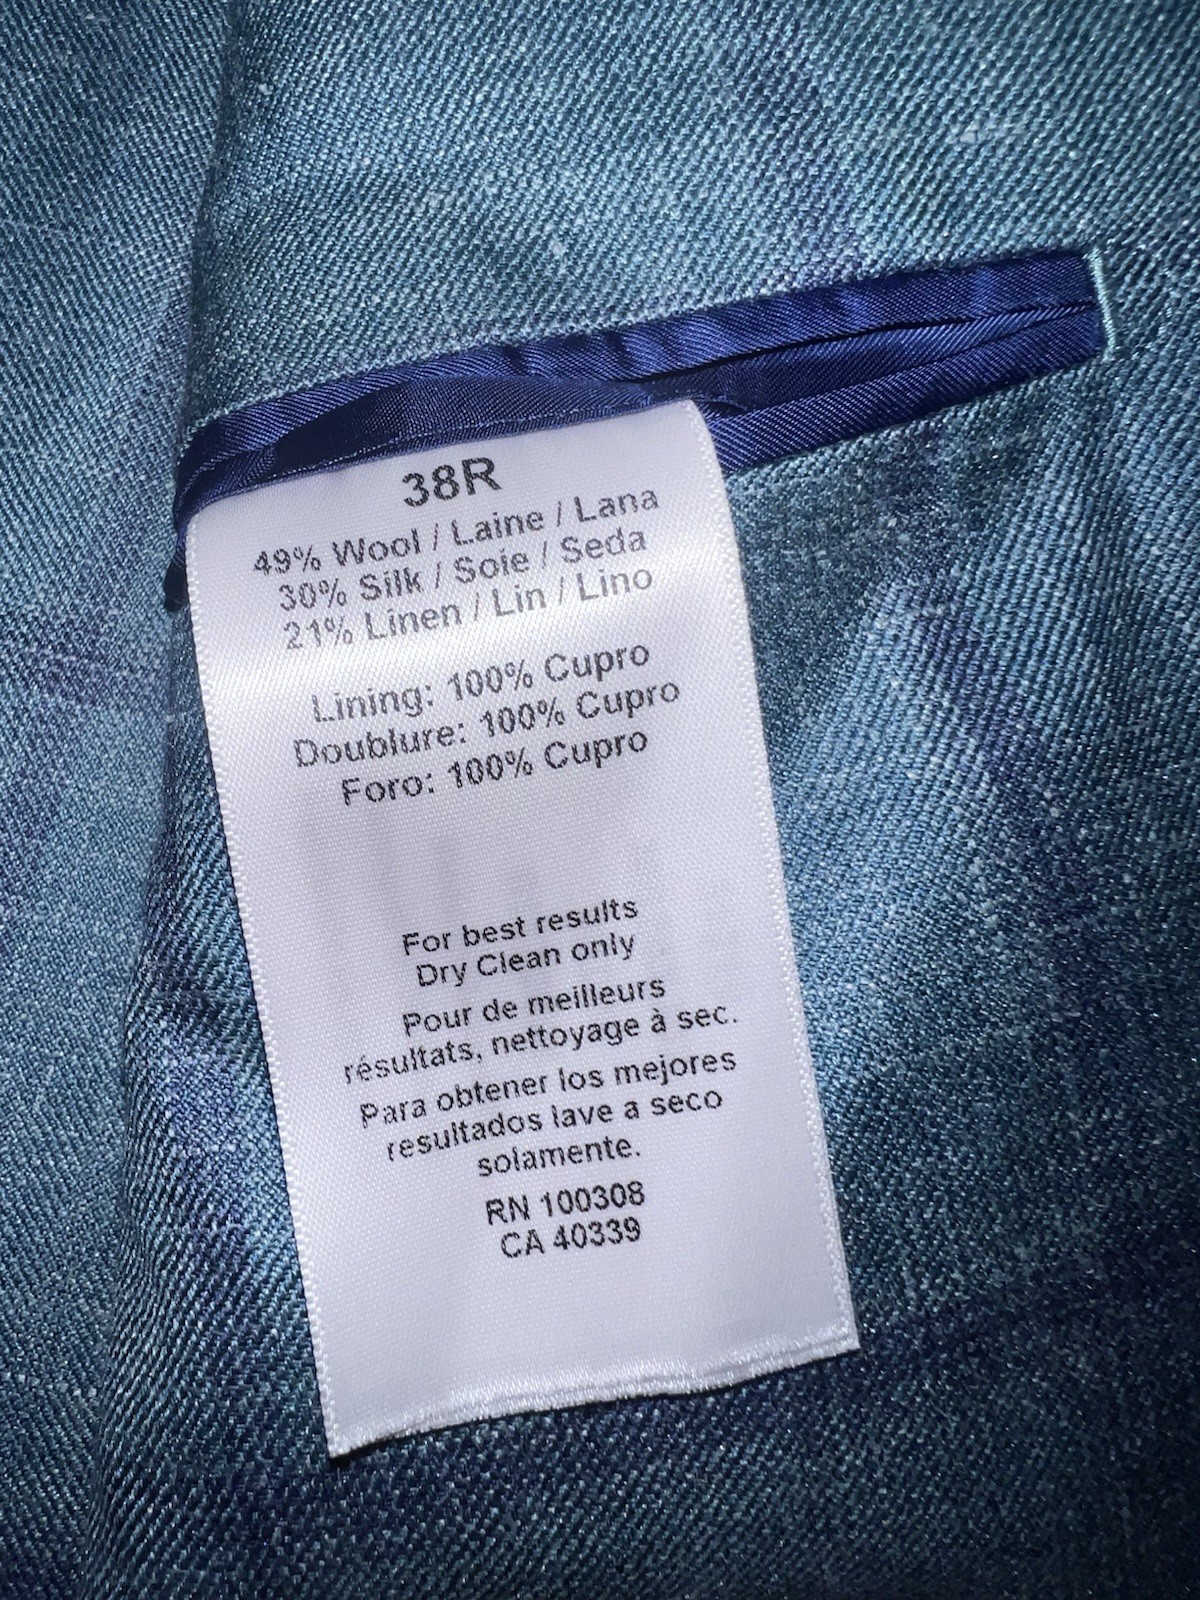 38R
49% Wool / Laine / Lana
30% Silk / Soie / Seda
21% Linen / Lin / Lino
Lining: 100% Cupro
Doublure: 100% Cupro
Foro: 100% Cupro
For best results
Dry Clean only
Pour de meilleurs
résultats, nettoyage à sec.
Para obtener los mejores
resultados lave a seco
solamente.
RN 100308
CA 40339